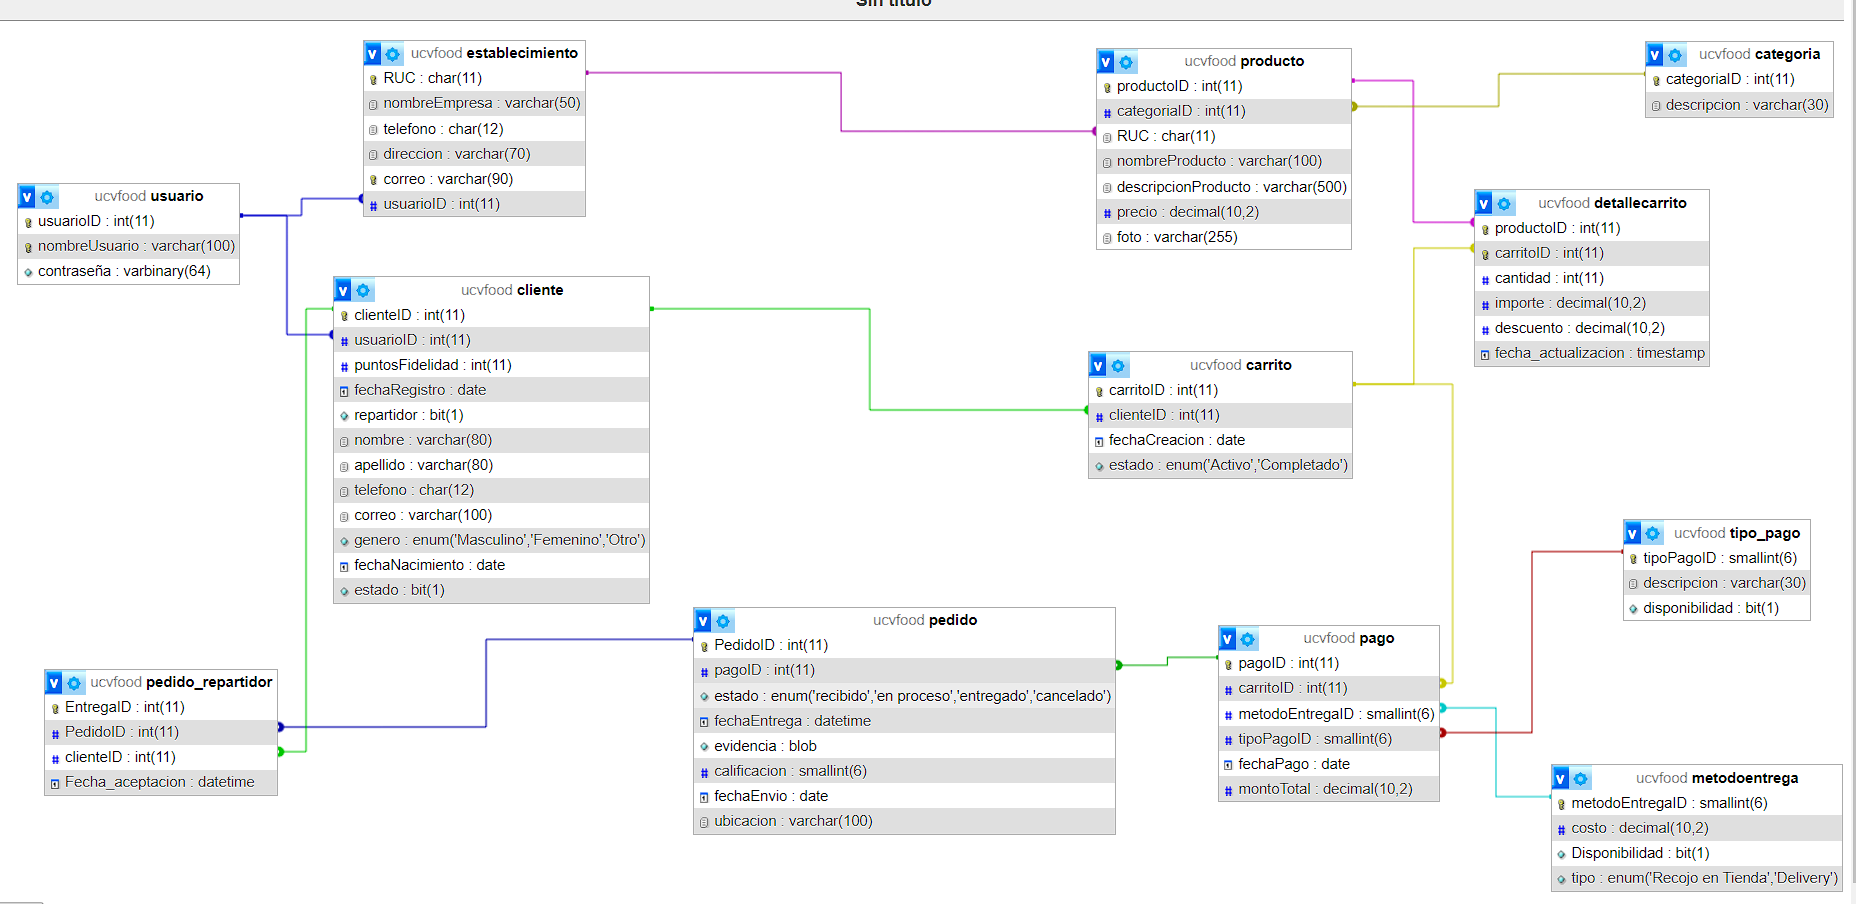 Sin título
ucvfood establecimiento
RUC : char(11)
nombreEmpresa : varchar(50)
telefono : char(12)
direccion : varchar(70)
correo : varchar(90)
usuarioID : int(11)
ucvfood producto
productoID : int(11)
categoriaID : int(11)
RUC : char(11)
nombreProducto : varchar(100)
descripcionProducto : varchar(500)
precio : decimal(10,2)
foto : varchar(255)
ucvfood categoria
categoriaID : int(11)
descripcion : varchar(30)
ucvfood usuario
usuarioID : int(11)
nombreUsuario : varchar(100)
contraseña : varbinary(64)
ucvfood detallecarrito
productoID : int(11)
carritoID : int(11)
cantidad : int(11)
importe : decimal(10,2)
descuento : decimal(10,2)
fecha_actualizacion : timestamp
ucvfood cliente
clienteID : int(11)
usuarioID : int(11)
puntosFidelidad : int(11)
fechaRegistro : date
repartidor : bit(1)
nombre : varchar(80)
apellido : varchar(80)
telefono : char(12)
correo : varchar(100)
genero : enum('Masculino','Femenino','Otro')
fechaNacimiento : date
estado : bit(1)
ucvfood carrito
carritoID : int(11)
clienteID : int(11)
fechaCreacion : date
estado : enum('Activo','Completado')
ucvfood tipo_pago
tipoPagoID : smallint(6)
descripcion : varchar(30)
disponibilidad : bit(1)
ucvfood pedido
PedidoID : int(11)
pagoID : int(11)
estado : enum('recibido','en proceso','entregado','cancelado')
fechaEntrega : datetime
evidencia : blob
calificacion : smallint(6)
fechaEnvio : date
ubicacion : varchar(100)
ucvfood pago
pagoID : int(11)
carritoID : int(11)
metodoEntregaID : smallint(6)
tipoPagoID : smallint(6)
fechaPago : date
montoTotal : decimal(10,2)
ucvfood pedido_repartidor
EntregaID : int(11)
PedidoID : int(11)
clienteID : int(11)
Fecha_aceptacion : datetime
ucvfood metodoentrega
metodoEntregaID : smallint(6)
costo : decimal(10,2)
Disponibilidad : bit(1)
tipo : enum('Recojo en Tienda','Delivery')